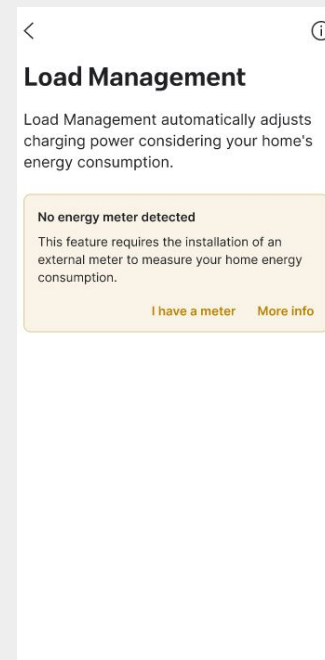 Load Management
Load Management automatically adjusts
charging power considering your home's
energy consumption.
No energy meter detected
This feature requires the installation of an
external meter to measure your home energy
consumption.
I have a meter More info